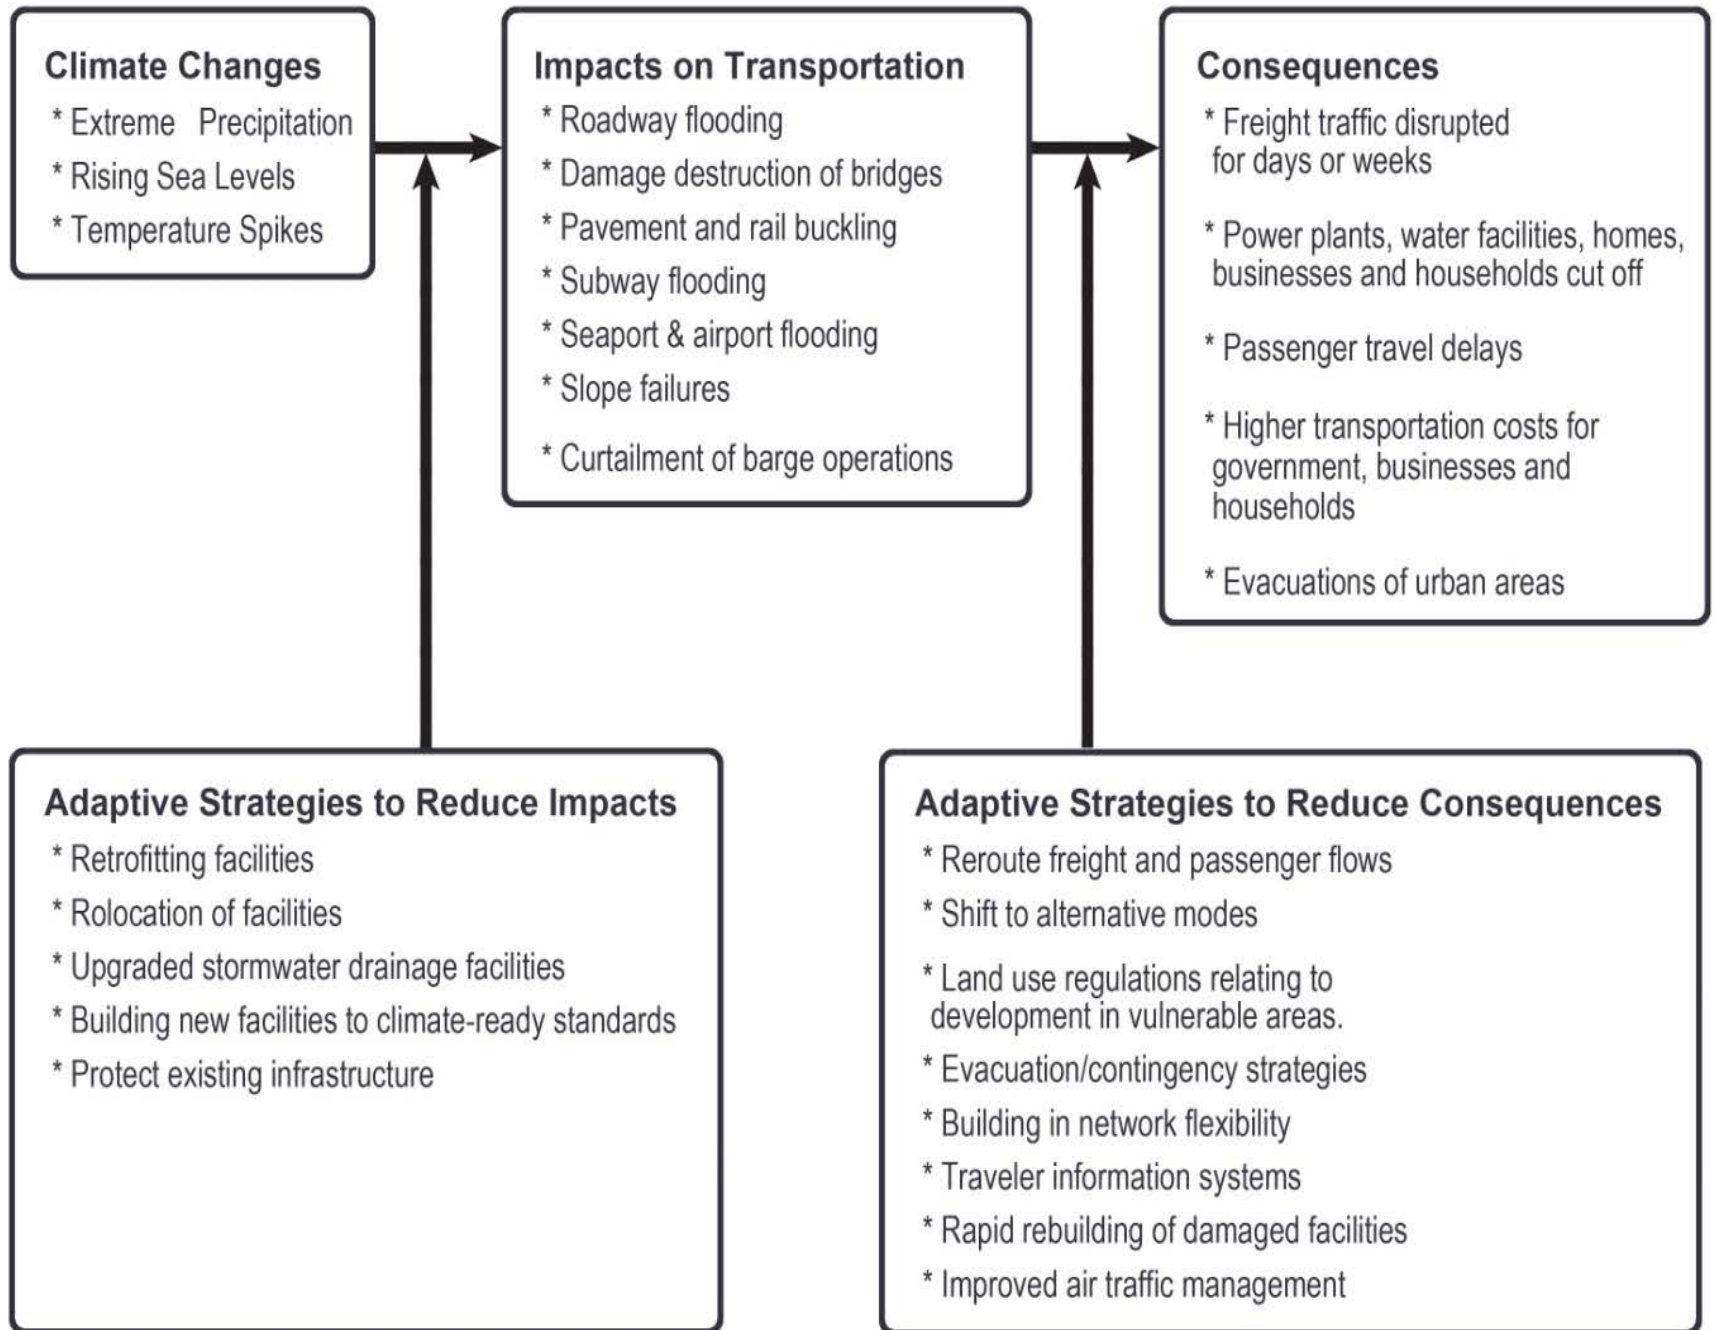 Climate Changes
* Extreme Precipitation
* Rising Sea Levels
* Temperature Spikes
Impacts on Transportation
* Roadway flooding
* Damage destruction of bridges
* Pavement and rail buckling
* Subway flooding
* Seaport & airport flooding
* Slope failures
* Curtailment of barge operations
Consequences
* Freight traffic disrupted
for days or weeks
* Power plants, water facilities, homes,
businesses and households cut off
* Passenger travel delays
* Higher transportation costs for
government, businesses and
households
* Evacuations of urban areas
Adaptive Strategies to Reduce Impacts
* Retrofitting facilities
* Rolocation of facilities
* Upgraded stormwater drainage facilities
* Building new facilities to climate-ready standards
* Protect existing infrastructure
Adaptive Strategies to Reduce Consequences
* Reroute freight and passenger flows
* Shift to alternative modes
* Land use regulations relating to
development in vulnerable areas.
* Evacuation/contingency strategies
* Building in network flexibility
* Traveler information systems
* Rapid rebuilding of damaged facilities
* Improved air traffic management